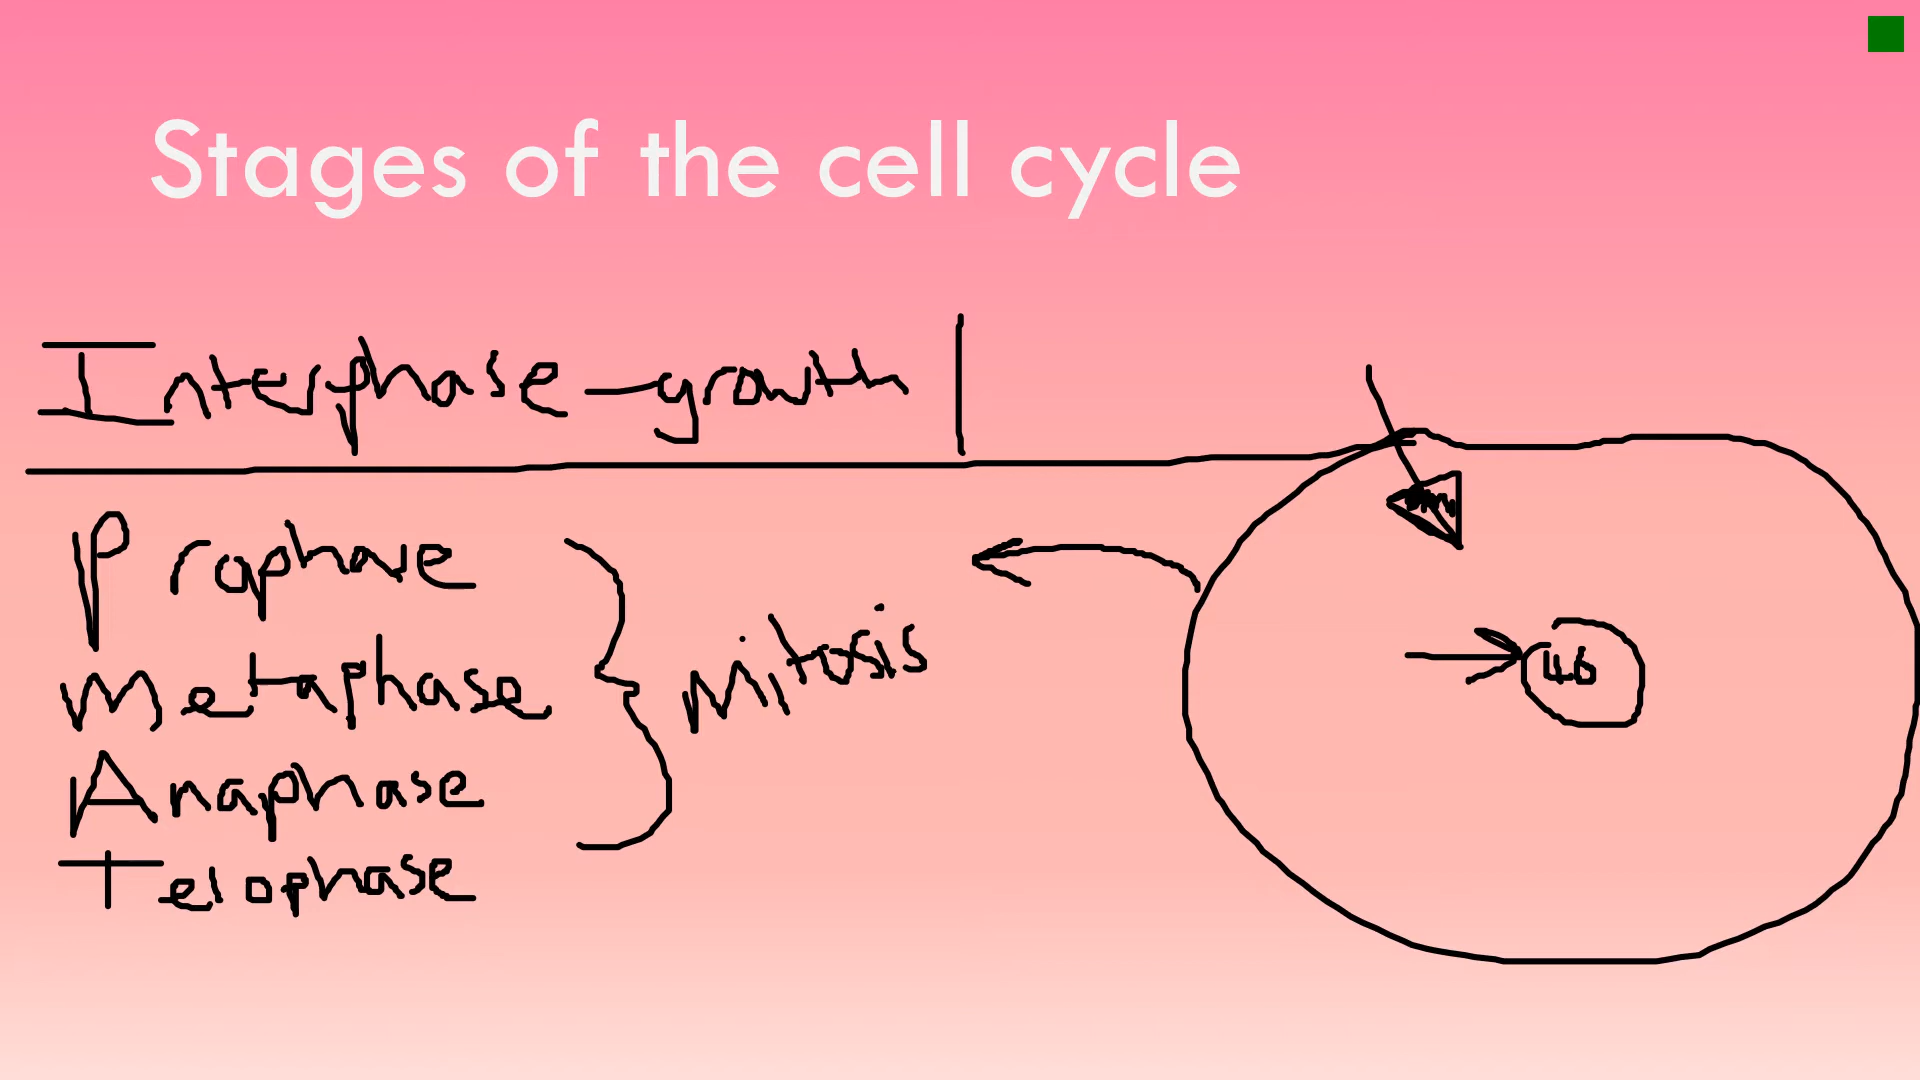 Stages of the cell cycle
Interphase - growth
Prophase
Metaphase
Anaphase
Telophase
Mitosis
46